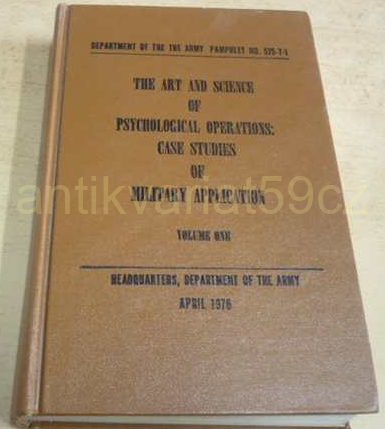 DEPARTMENT OF THE THE ARMY PAMPHLET NO. 525-7-1
THE ART AND SCIENCE
OF
PSYCHOLOGICAL OPERATIONS:
CASE STUDIES
OF
MILITARY APPLICATION
antikvariat59cz
VOLUME ONE
HEADQUARTERS, DEPARTMENT OF THE ARMY
APRIL 1976